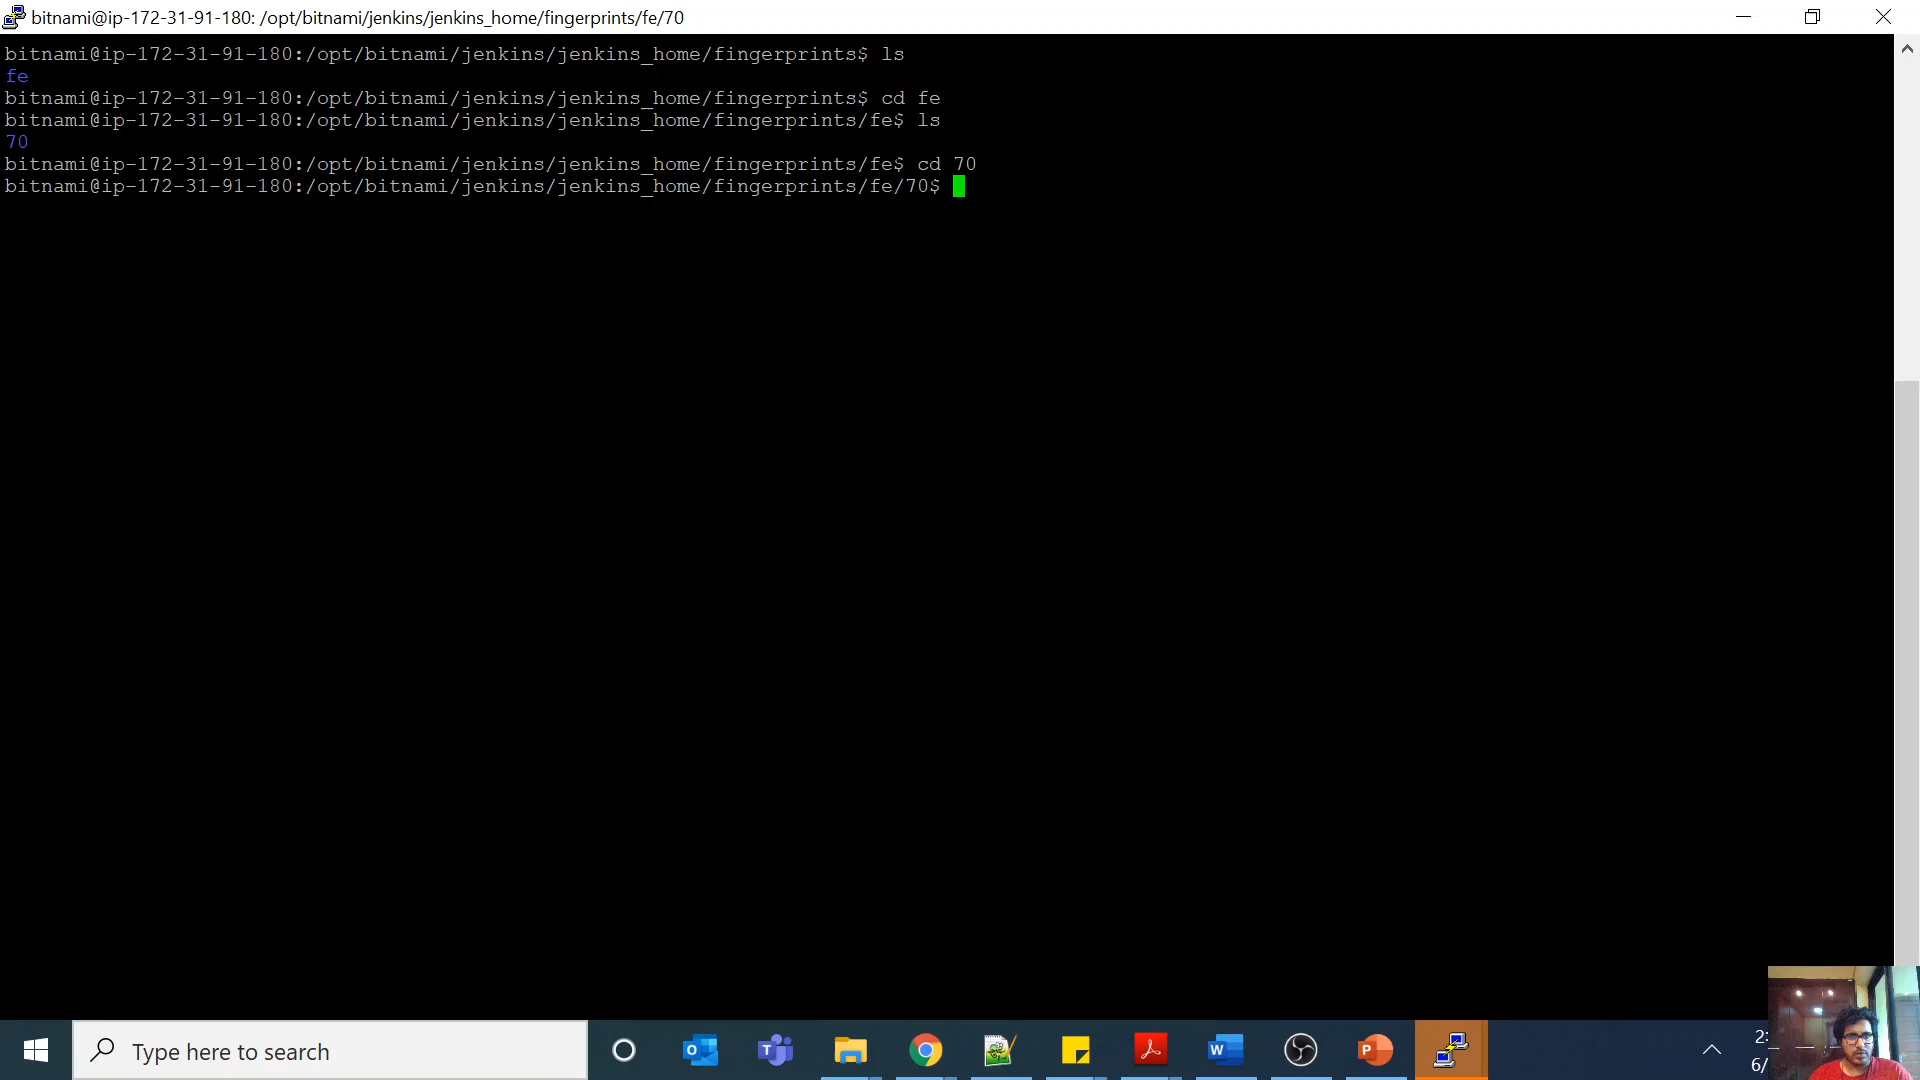 bitnami@ip-172-31-91-180: /opt/bitnami/jenkins/jenkins_home/fingerprints/fe/70
bitnami@ip-172-31-91-180:/opt/bitnami/jenkins/jenkins_home/fingerprints$ ls
fe
bitnami@ip-172-31-91-180:/opt/bitnami/jenkins/jenkins_home/fingerprints$ cd fe
bitnami@ip-172-31-91-180:/opt/bitnami/jenkins/jenkins_home/fingerprints/fe$ ls
70
bitnami@ip-172-31-91-180:/opt/bitnami/jenkins/jenkins_home/fingerprints/fe$ cd 70
bitnami@ip-172-31-91-180:/opt/bitnami/jenkins/jenkins_home/fingerprints/fe/70$
Type here to search
2:
6/